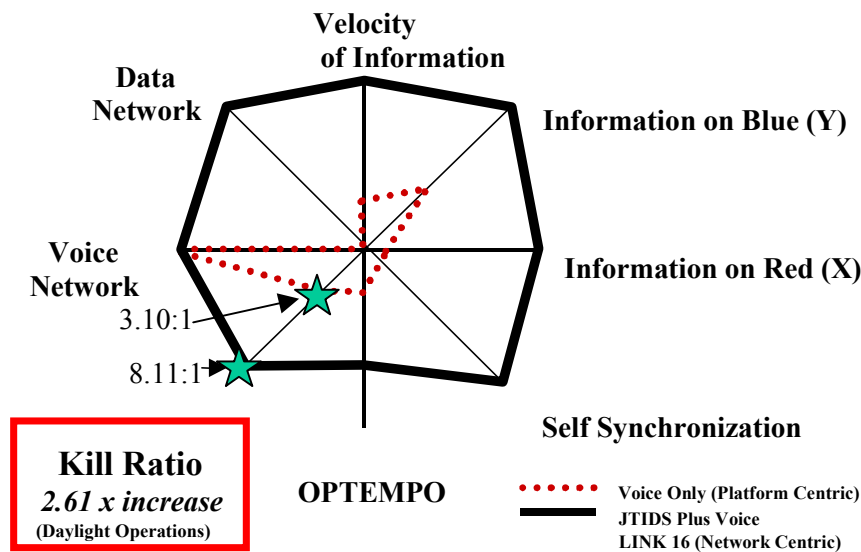 Velocity
of Information
Data
Network
Information on Blue (Y)
Voice
Network
Information on Red (X)
3.10:1
8.11:1
Self Synchronization
Kill Ratio
2.61 x increase
(Daylight Operations)
OPTEMPO
Voice Only (Platform Centric)
JTIDS Plus Voice
LINK 16 (Network Centric)